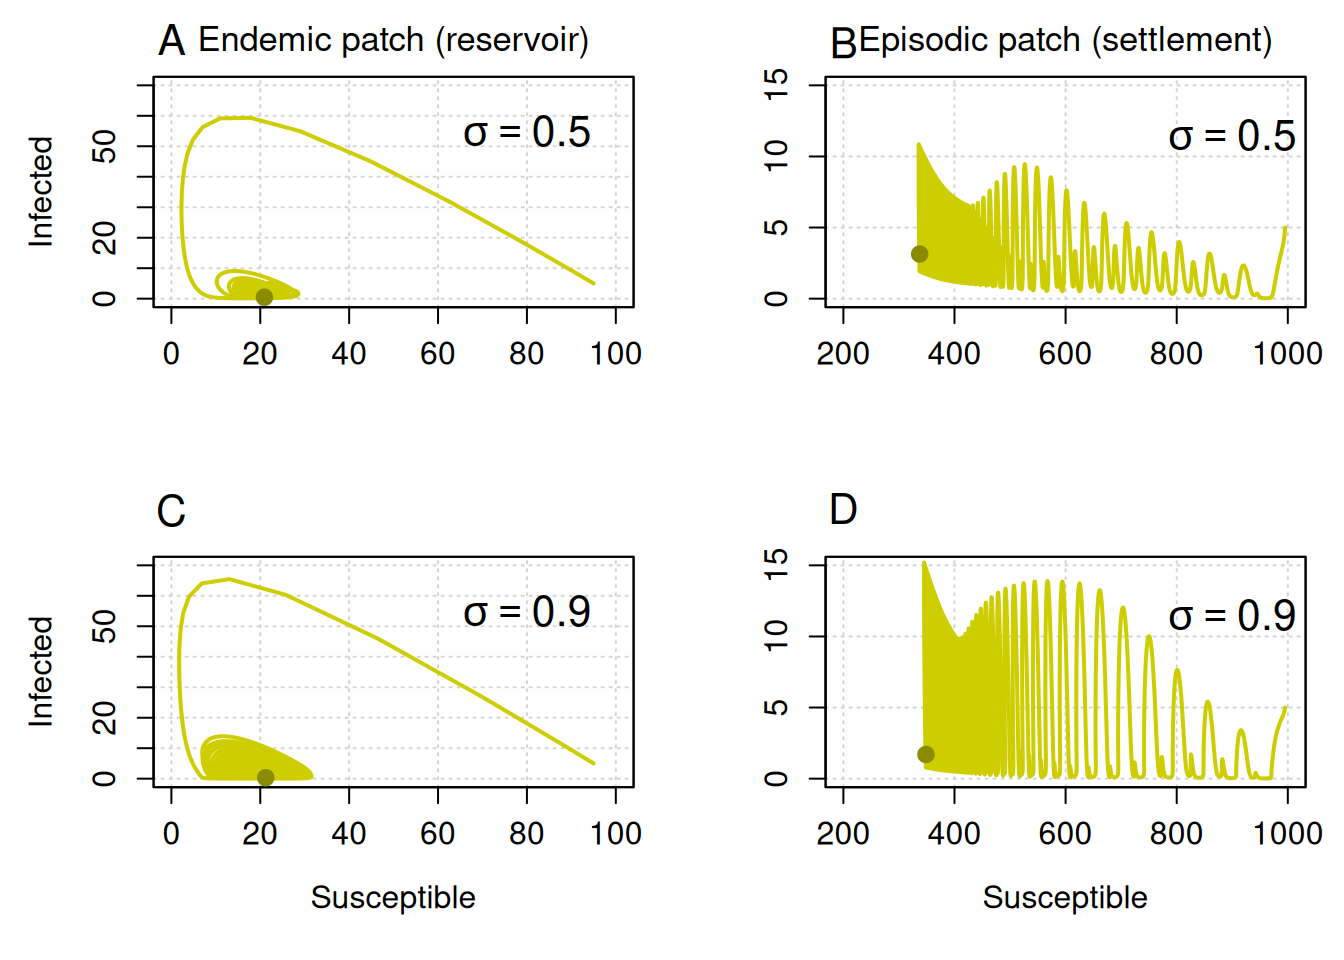 A Endemic patch (reservoir)
B Episodic patch (settlement)
Infected
0 20 50
σ = 0.5
0 20 40 60 80 100
0 5 10 15
σ = 0.5
200 400 600 800 1000
C
D
Infected
0 20 50
σ = 0.9
0 20 40 60 80 100
Susceptible
0 5 10 15
σ = 0.9
200 400 600 800 1000
Susceptible